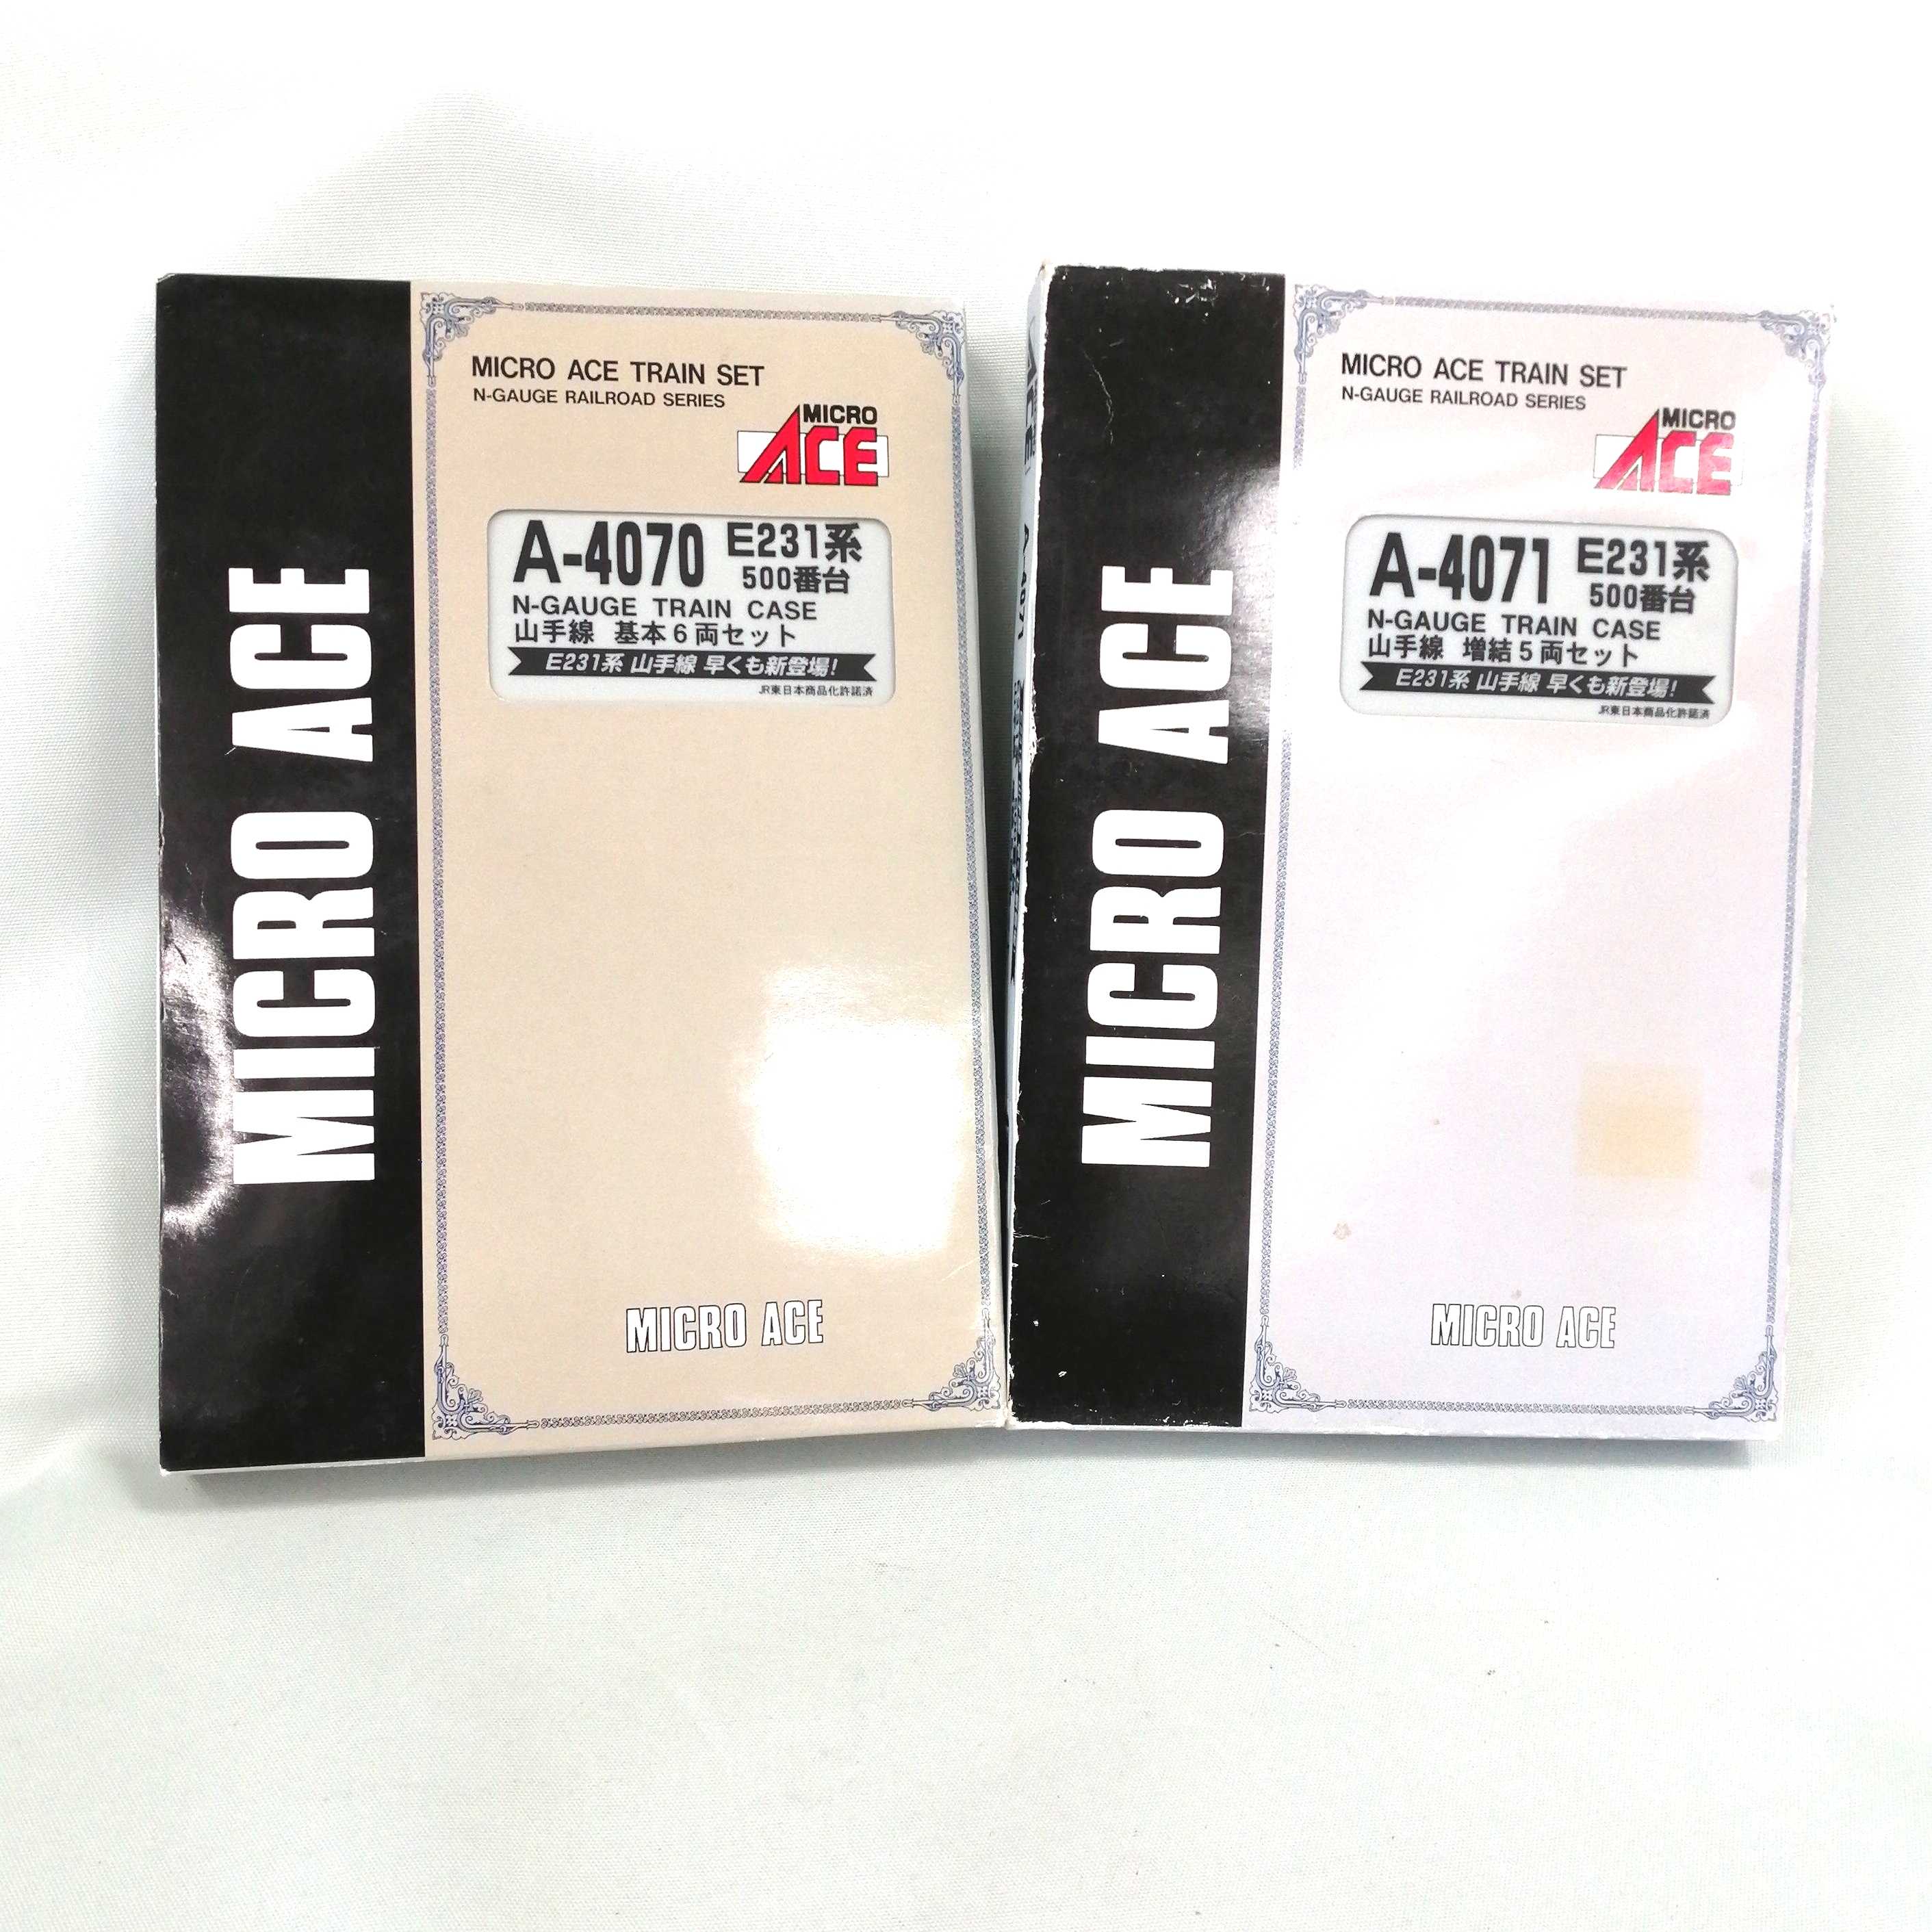 MICRO ACE
MICRO ACE TRAIN SET
N-GAUGE RAILROAD SERIES
MICRO
ACE
A-4070 E231系
500番台
N-GAUGE TRAIN CASE
山手線 基本6両セット
E231系 山手線 早くも新登場!
JR東日本商品化許諾済
MICRO ACE
MICRO ACE
MICRO ACE TRAIN SET
N-GAUGE RAILROAD SERIES
MICRO
ACE
A-4071 E231系
500番台
N-GAUGE TRAIN CASE
山手線 増結5両セット
E231系 山手線 早くも新登場!
JR東日本商品化許諾済
MICRO ACE
A-4071